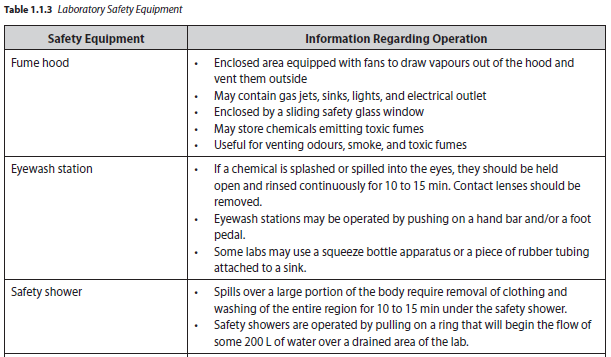 Table 1.1.3 Laboratory Safety Equipment
Safety Equipment
Information Regarding Operation
Fume hood
• Enclosed area equipped with fans to draw vapours out of the hood and
vent them outside
• May contain gas jets, sinks, lights, and electrical outlet
• Enclosed by a sliding safety glass window
• May store chemicals emitting toxic fumes
• Useful for venting odours, smoke, and toxic fumes
Eyewash station
• If a chemical is splashed or spilled into the eyes, they should be held
open and rinsed continuously for 10 to 15 min. Contact lenses should be
removed.
• Eyewash stations may be operated by pushing on a hand bar and/or a foot
pedal.
• Some labs may use a squeeze bottle apparatus or a piece of rubber tubing
attached to a sink.
Safety shower
• Spills over a large portion of the body require removal of clothing and
washing of the entire region for 10 to 15 min under the safety shower.
• Safety showers are operated by pulling on a ring that will begin the flow of
some 200 L of water over a drained area of the lab.